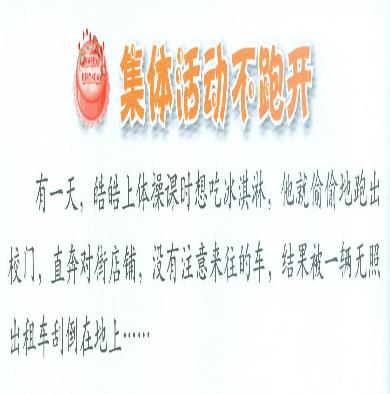 集体活动不跑开
有一天，皓皓上体操课时想吃冰淇淋，他就偷偷地跑出
校门，直奔对街店铺，没有注意来往的车，结果被一辆无照
出租车刮倒在地上……